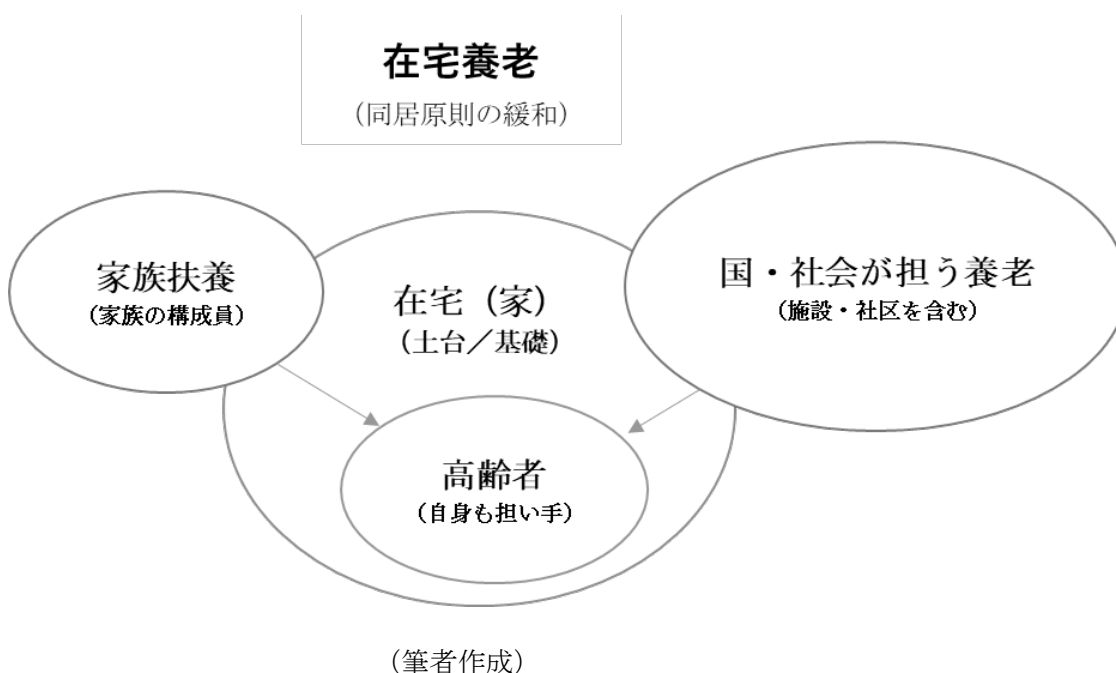 在宅養老
（同居原則の緩和）
家族扶養
（家族の構成員）
在宅（家）
（土台／基礎）
国・社会が担う養老
（施設・社区を含む）
高齢者
（自身も担い手）
（筆者作成）